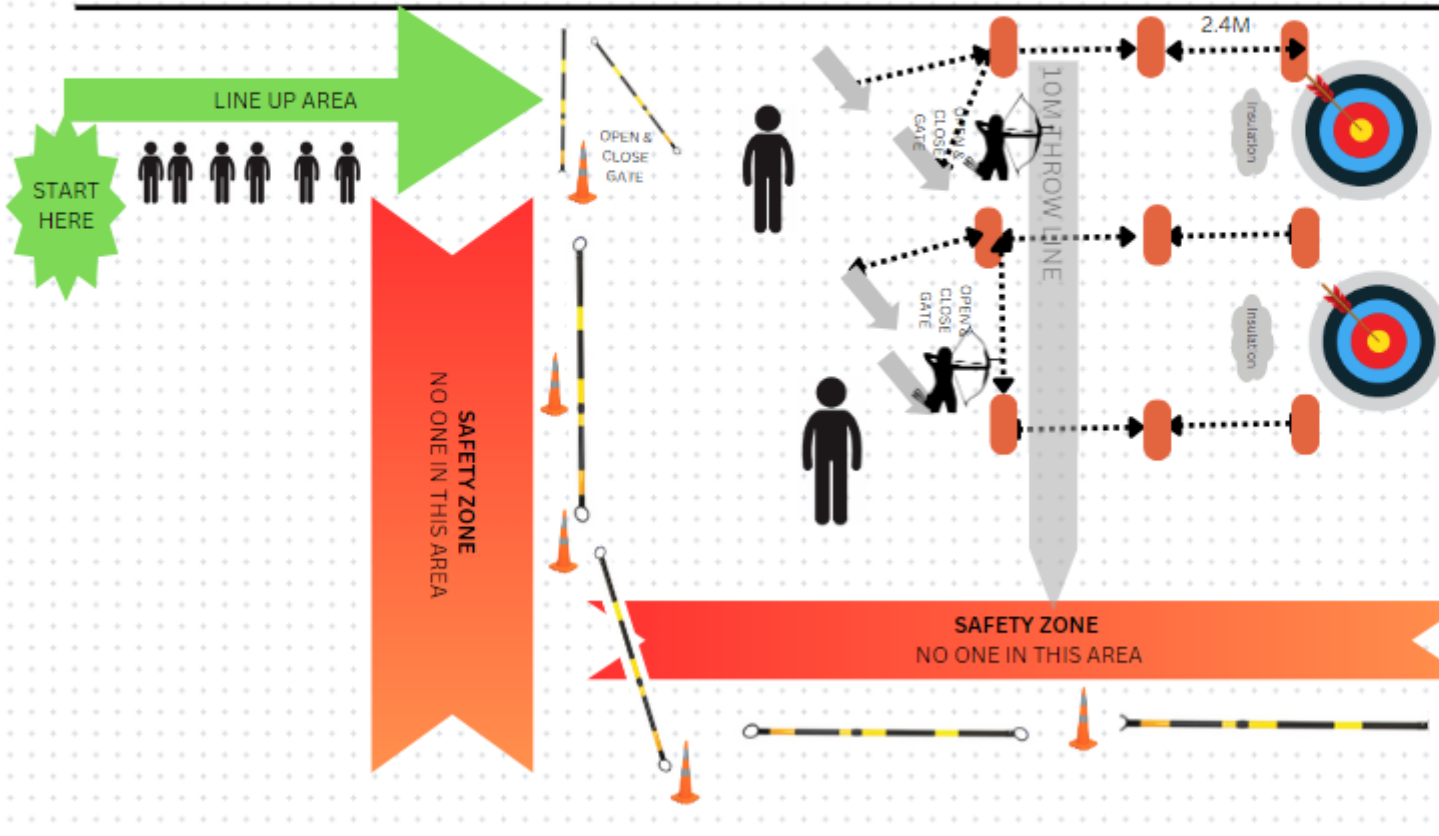 2.4M
LINE UP AREA
START
HERE
OPEN &
CLOSE
GATE
OPEN &
CLOSE
GATE
10M THROW LINE
Insulation
OPEN &
CLOSE
GATE
Insulation
SAFETY ZONE
NO ONE IN THIS AREA
SAFETY ZONE
NO ONE IN THIS AREA